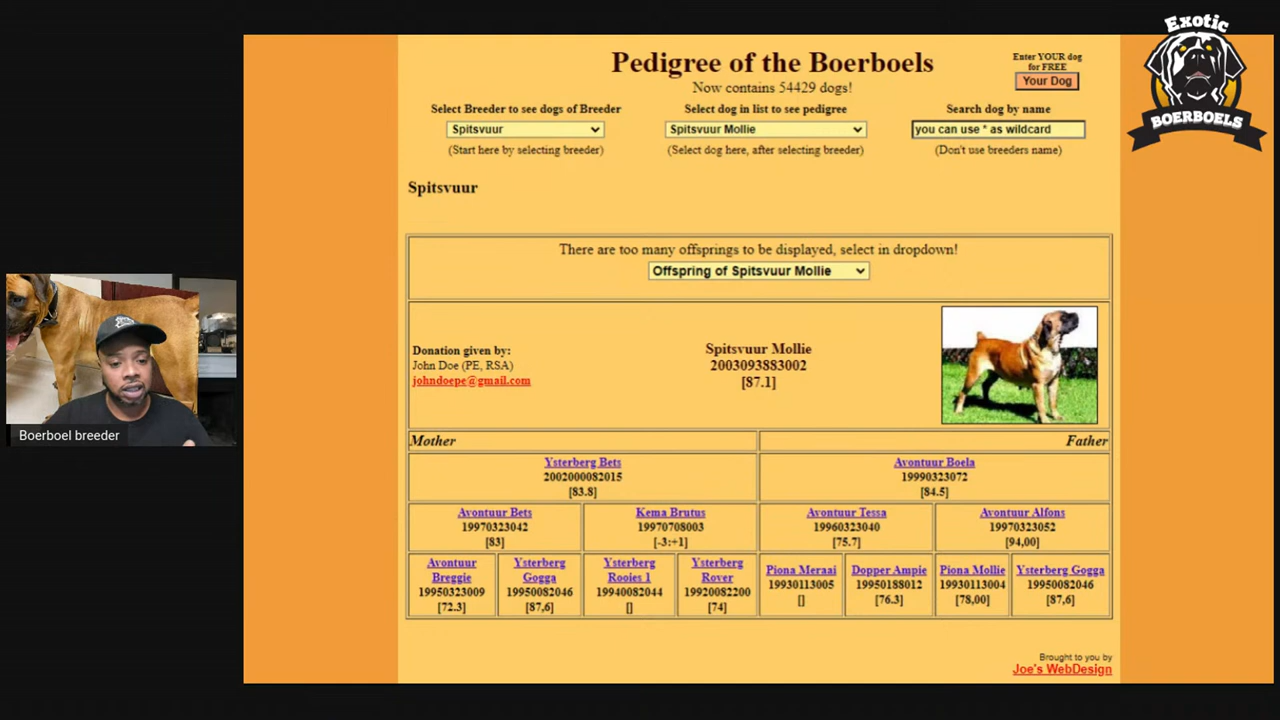 Exotic
BOERBOELS
Pedigree of the Boerboels
Now contains 54429 dogs!
Enter YOUR dog
for FREE
Your Dog
Select Breeder to see dogs of Breeder
Spitsvuur
(Start here by selecting breeder)
Select dog in list to see pedigree
Spitsvuur Mollie
(Select dog here, after selecting breeder)
Search dog by name
you can use * as wildcard
(Don't use breeders name)
Spitsvuur
There are too many offsprings to be displayed, select in dropdown!
Offspring of Spitsvuur Mollie
Donation given by:
John Doe (PE, RSA)
johndoepe@gmail.com
Spitsvuur Mollie
2003093883002
[87.1]
Mother
Father
Ysterberg Bets
2002000082015
[83.8]
Avontuur Boela
19990323072
[84.5]
Avontuur Bets
19970323042
[83]
Kema Brutus
19970708003
[-3:+1]
Avontuur Tessa
19960323040
[75.7]
Avontuur Alfons
19970323052
[94,00]
Avontuur
Breggie
19950323009
[72.3]
Ysterberg
Gogga
19950082046
[87,6]
Ysterberg
Rooies 1
19940082044
[]
Ysterberg
Rover
19920082200
[74]
Piona Meraai
19930113005
[]
Dopper Ampie
19950188012
[76.3]
Piona Mollie
19930113004
[78,00]
Ysterberg Gogga
19950082046
[87,6]
Brought to you by
Joe's WebDesign
Boerboel breeder